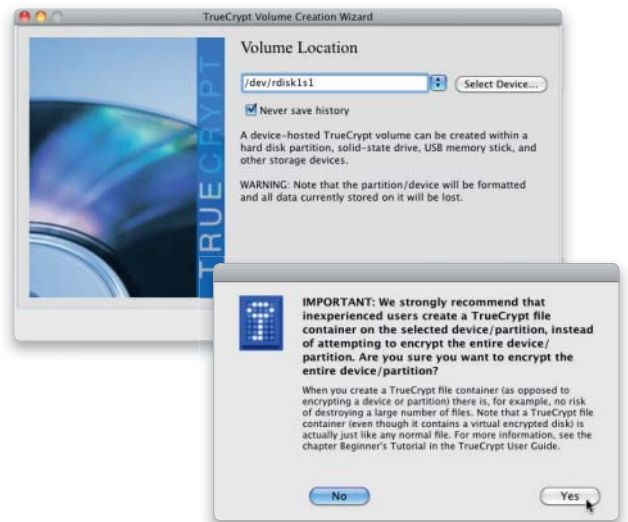 TrueCrypt Volume Creation Wizard
TRUECRYPT
Volume Location
/dev/rdisk1s1
Select Device...
Never save history
A device-hosted TrueCrypt volume can be created within a
hard disk partition, solid-state drive, USB memory stick, and
other storage devices.
WARNING: Note that the partition/device will be formatted
and all data currently stored on it will be lost.
IMPORTANT: We strongly recommend that
inexperienced users create a TrueCrypt file
container on the selected device/partition, instead
of attempting to encrypt the entire device/
partition. Are you sure you want to encrypt the
entire device/partition?
When you create a TrueCrypt file container (as opposed to
encrypting a device or partition) there is, for example, no risk
of destroying a large number of files. Note that a TrueCrypt file
container (even though it contains a virtual encrypted disk) is
actually just like any normal file. For more information, see the
chapter Beginner's Tutorial in the TrueCrypt User Guide.
No
Yes